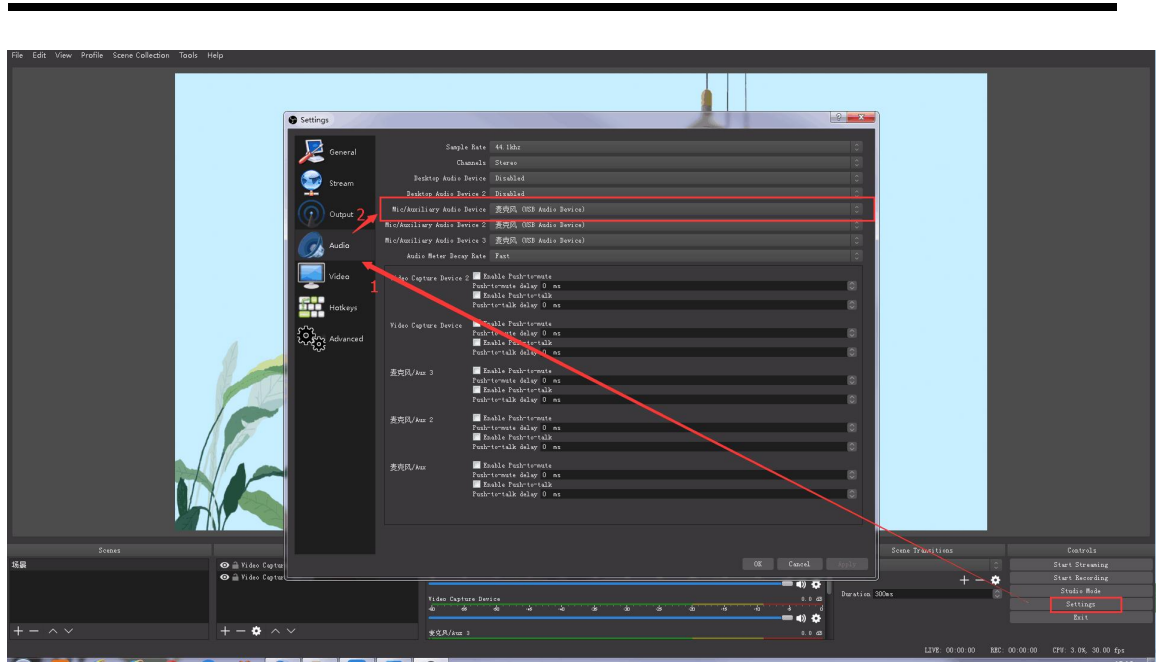 File Edit View Profile Scene Collection Tools Help
Settings
General
Stream
Output
Audio
Video
Hotkeys
Advanced
2
1
Sample Rate 44.1khz
Channels Stereo
Desktop Audio Device Disabled
Desktop Audio Device 2 Disabled
Mic/Auxiliary Audio Device 麦克风 (USB Audio Device)
Mic/Auxiliary Audio Device 2 麦克风 (USB Audio Device)
Mic/Auxiliary Audio Device 3 麦克风 (USB Audio Device)
Audio Meter Decay Rate Fast
Video Capture Device 2 Enable Push-to-mute
Push-to-mute delay 0 ms
Enable Push-to-talk
Push-to-talk delay 0 ms
Video Capture Device Enable Push-to-mute
Push-to-mute delay 0 ms
Enable Push-to-talk
Push-to-talk delay 0 ms
麦克风/Aux 3 Enable Push-to-mute
Push-to-mute delay 0 ms
Enable Push-to-talk
Push-to-talk delay 0 ms
麦克风/Aux 2 Enable Push-to-mute
Push-to-mute delay 0 ms
Enable Push-to-talk
Push-to-talk delay 0 ms
麦克风/Aux Enable Push-to-mute
Push-to-mute delay 0 ms
Enable Push-to-talk
Push-to-talk delay 0 ms
OK Cancel Apply
Scenes
场景
Video Captur
Video Captur
Video Capture Device 0.0 dB
麦克风/Aux 3 0.0 dB
Scene Transitions
Duration 300ms
Controls
Start Streaming
Start Recording
Studio Mode
Settings
Exit
LIVE: 00:00:00 REC: 00:00:00 CPU: 3.0%, 30.00 fps